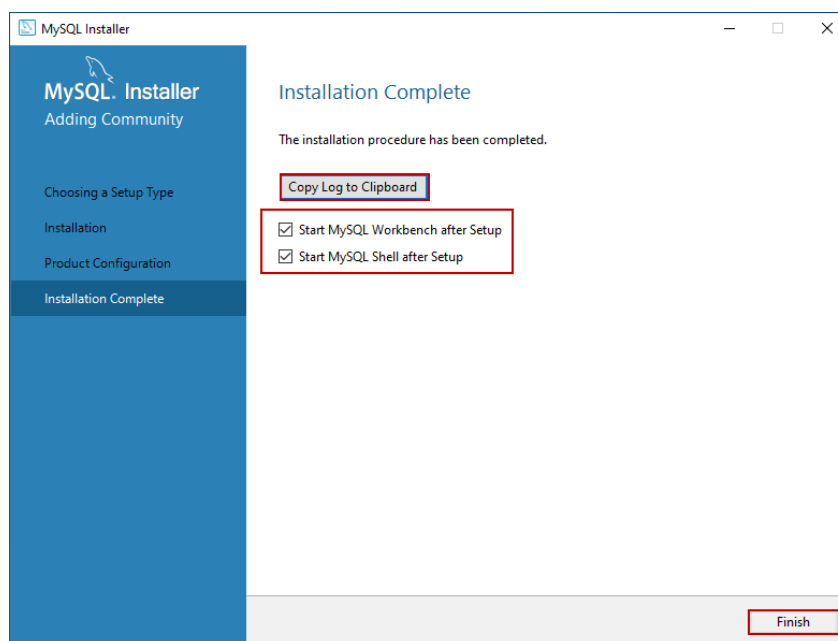 MySQL Installer
MySQL. Installer
Adding Community
Choosing a Setup Type
Installation
Product Configuration
Installation Complete
Installation Complete
The installation procedure has been completed.
Copy Log to Clipboard
Start MySQL Workbench after Setup
Start MySQL Shell after Setup
Finish